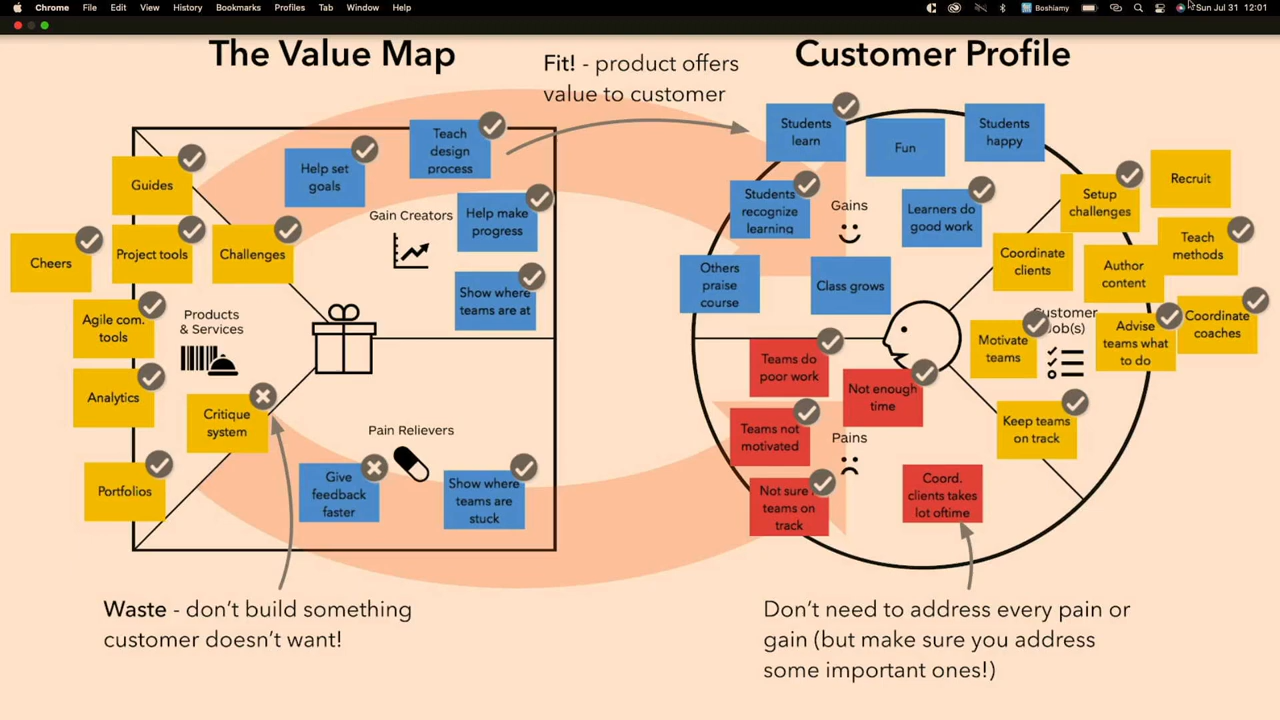 Chrome File Edit View History Bookmarks Profiles Tab Window Help
Boshiamy
Sun Jul 31 12:01
The Value Map
Fit! - product offers
value to customer
Customer Profile
Guides
Help set
goals
Teach
design
process
Gain Creators
Help make
progress
Cheers
Project tools
Challenges
Show where
teams are at
Agile com.
tools
Products
& Services
Analytics
Critique
system
Portfolios
Pain Relievers
Give
feedback
faster
Show where
teams are
stuck
Waste - don't build something
customer doesn't want!
Students
learn
Fun
Students
happy
Students
recognize
learning
Gains
Learners do
good work
Others
praise
course
Class grows
Setup
challenges
Recruit
Coordinate
clients
Author
content
Teach
methods
Customer
Job(s)
Motivate
teams
Advise
teams what
to do
Coordinate
coaches
Keep teams
on track
Teams do
poor work
Not enough
time
Teams not
motivated
Pains
Not sure
teams on
track
Coord.
clients takes
lot oftime
Don't need to address every pain or
gain (but make sure you address
some important ones!)